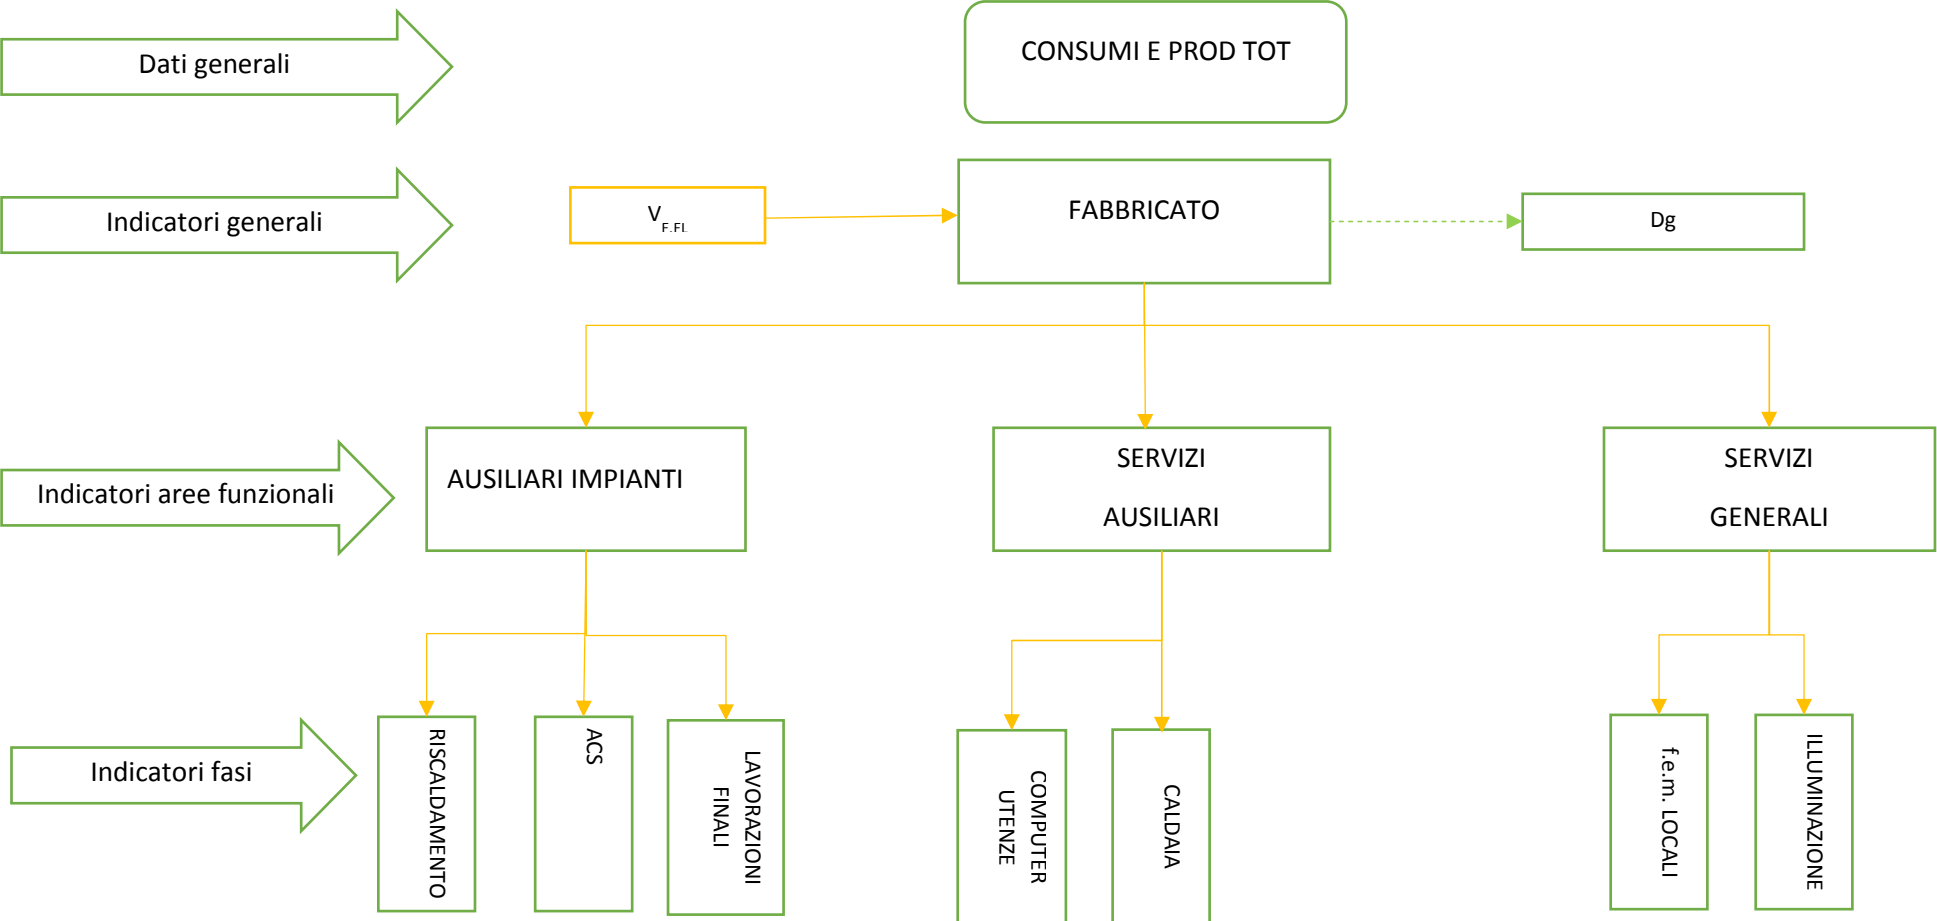 Dati generali
CONSUMI E PROD TOT
Indicatori generali
V
FABBRICATO
Dg
Indicatori aree funzionali
AUSILIARI IMPIANTI
SERVIZI
AUSILIARI
SERVIZI
GENERALI
Indicatori fasi
RISCALDAMENTO
ACS
LAVORAZIONI
FINALI
COMPUTER
UTENZE
CALDAIA
f.e.m. LOCALI
ILLUMINAZIONE